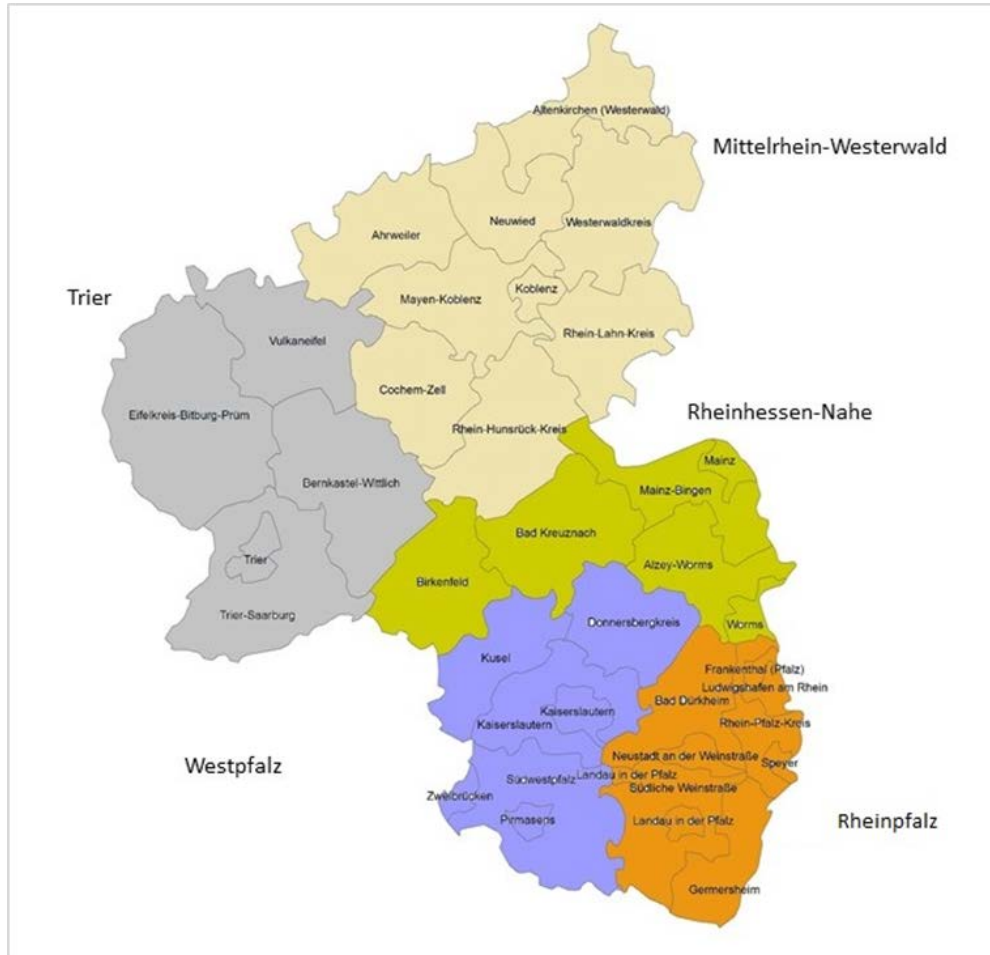 Altenkirchen (Westerwald)
Mittelrhein-Westerwald
Neuwied
Westerwaldkreis
Ahrweiler
Trier
Koblenz
Mayen-Koblenz
Rhein-Lahn-Kreis
Vulkaneifel
Cochem-Zell
Eifelkreis-Bitburg-Prüm
Rheinhessen-Nahe
Rhein-Hunsrück-Kreis
Mainz
Bernkastel-Wittlich
Mainz-Bingen
Bad Kreuznach
Trier
Alzey-Worms
Birkenfeld
Trier-Saarburg
Donnersbergkreis
Worms
Kusel
Frankenthal (Pfalz)
Ludwigshafen am Rhein
Bad Dürkheim
Kaiserslautern
Kaiserslautern
Rhein-Pfalz-Kreis
Neustadt an der Weinstraße
Speyer
Westpfalz
Südwestpfalz
Landau in der Pfalz
Südliche Weinstraße
Zweibrücken
Pirmasens
Landau in der Pfalz
Rheinpfalz
Germersheim